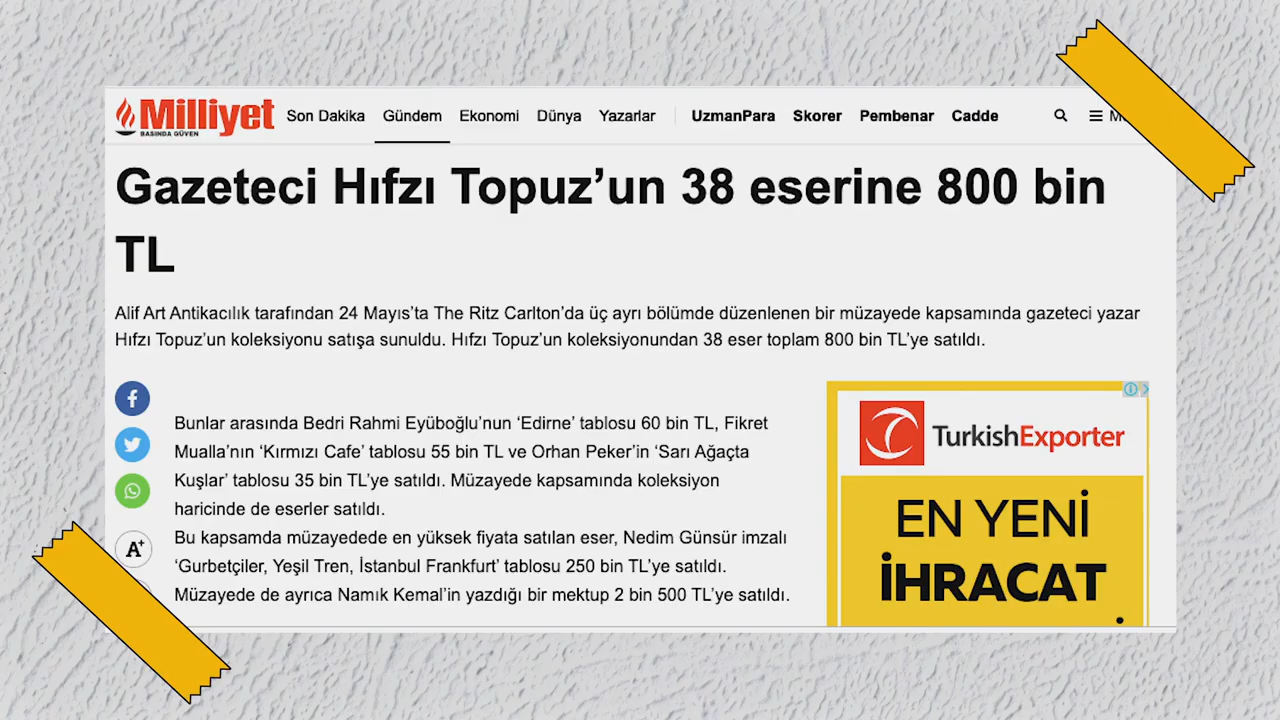 Milliyet
BASINDA GÜVEN
Son Dakika Gündem Ekonomi Dünya Yazarlar UzmanPara Skorer Pembenar Cadde
Gazeteci Hıfzı Topuz’un 38 eserine 800 bin
TL
Alif Art Antikacılık tarafından 24 Mayıs’ta The Ritz Carlton’da üç ayrı bölümde düzenlenen bir müzayede kapsamında gazeteci yazar
Hıfzı Topuz’un koleksiyonu satışa sunuldu. Hıfzı Topuz’un koleksiyonundan 38 eser toplam 800 bin TL’ye satıldı.
Bunlar arasında Bedri Rahmi Eyüboğlu’nun ‘Edirne’ tablosu 60 bin TL, Fikret
Mualla’nın ‘Kırmızı Cafe’ tablosu 55 bin TL ve Orhan Peker’in ‘Sarı Ağaçta
Kuşlar’ tablosu 35 bin TL’ye satıldı. Müzayede kapsamında koleksiyon
haricinde de eserler satıldı.
Bu kapsamda müzayedede en yüksek fiyata satılan eser, Nedim Günsür imzalı
‘Gurbetçiler, Yeşil Tren, İstanbul Frankfurt’ tablosu 250 bin TL’ye satıldı.
Müzayede de ayrıca Namık Kemal’in yazdığı bir mektup 2 bin 500 TL’ye satıldı.
A+
TurkishExporter
EN YENİ
İHRACAT